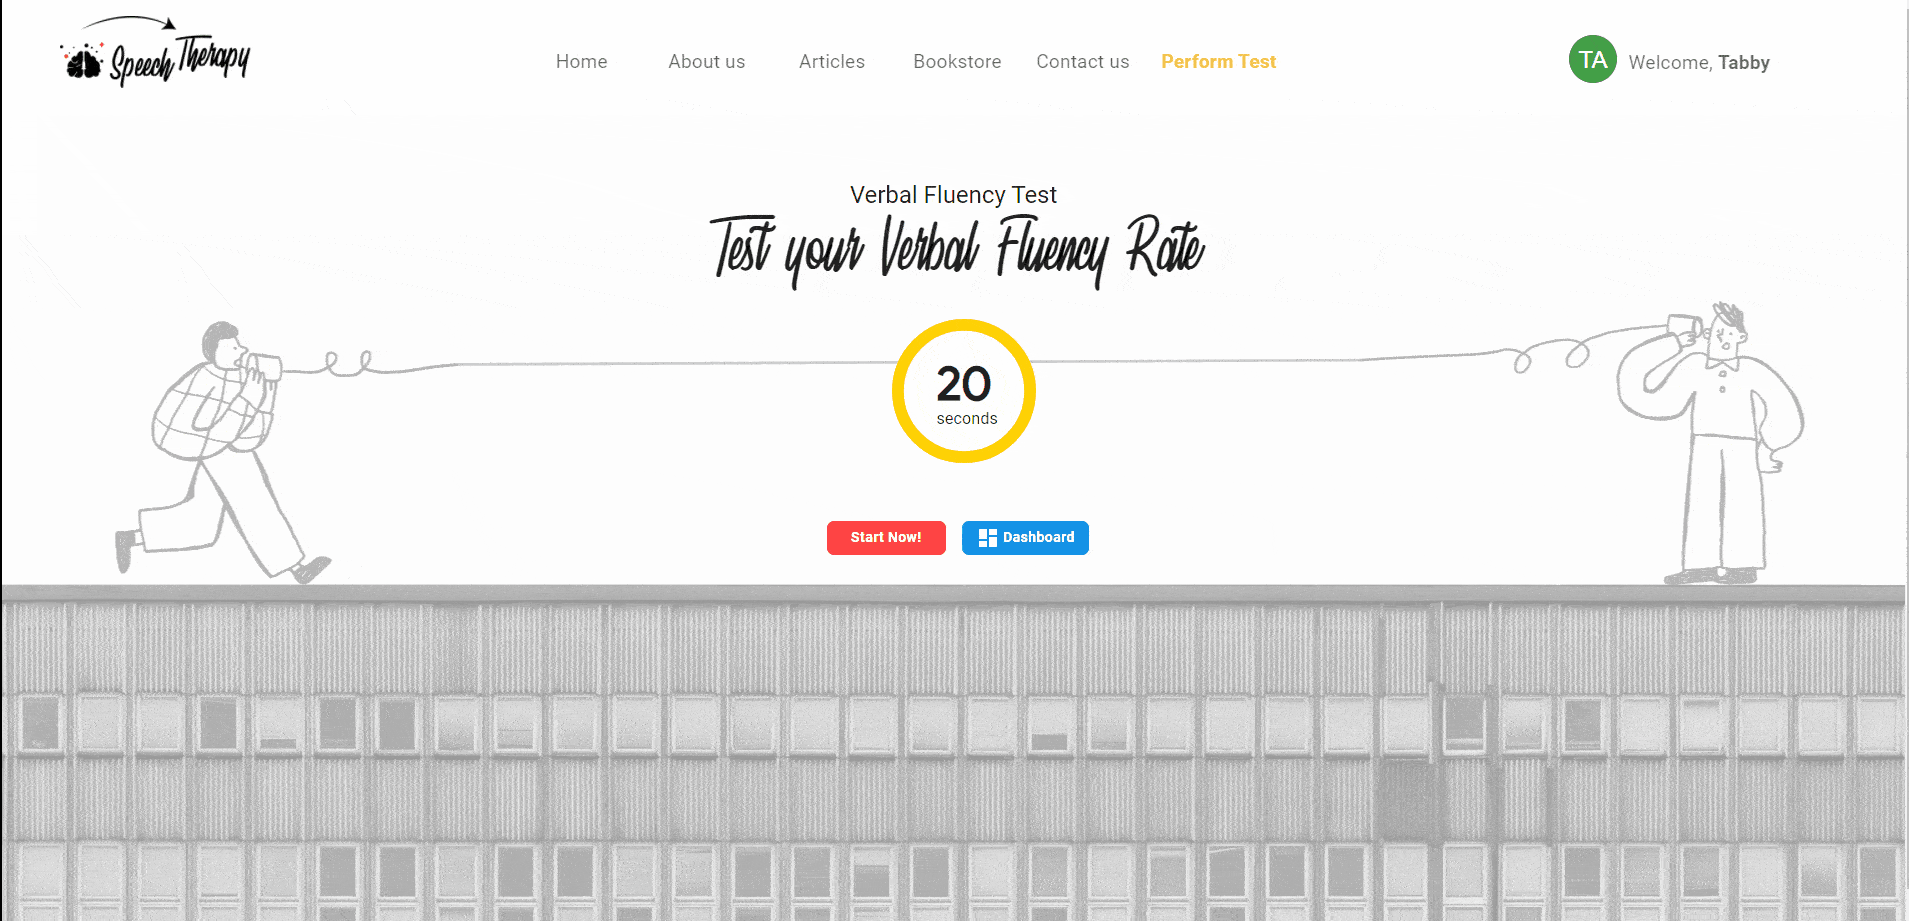 Speech Therapy
Home About us Articles Bookstore Contact us Perform Test
TA Welcome, Tabby
Verbal Fluency Test
Test your Verbal Fluency Rate
20
seconds
Start Now! Dashboard